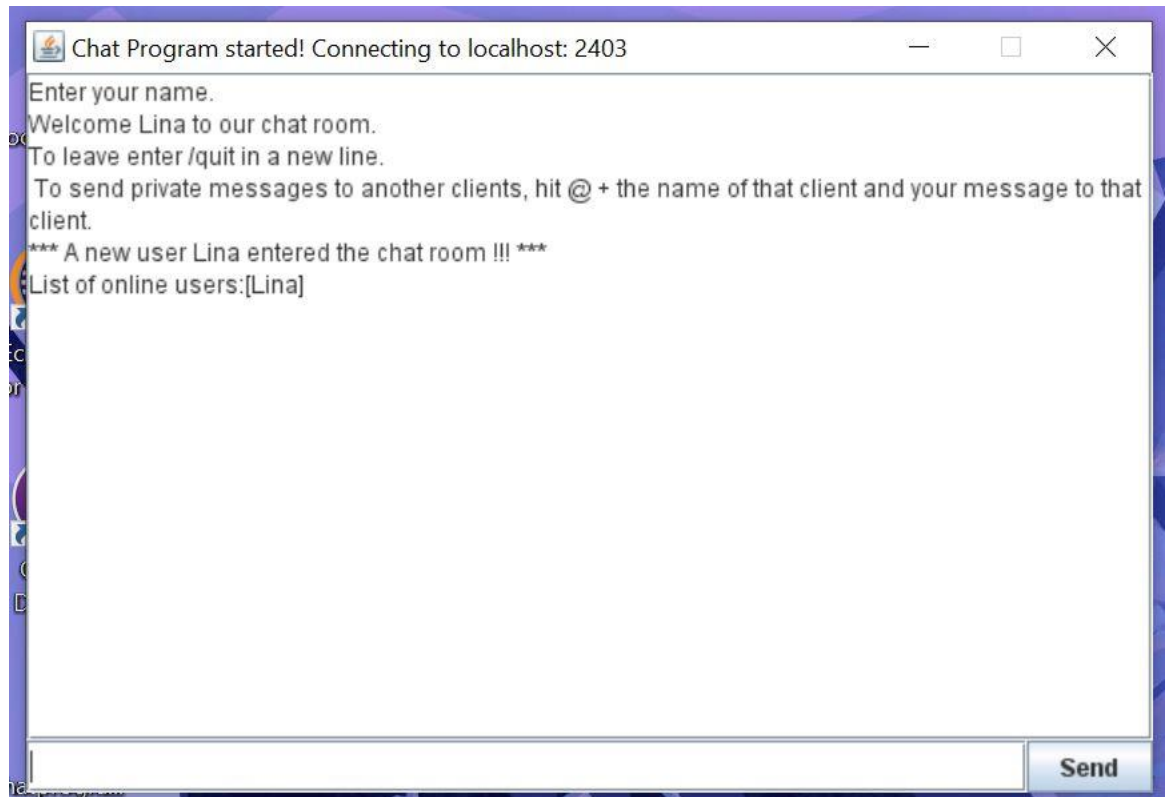 Chat Program started! Connecting to localhost: 2403
Enter your name.
Welcome Lina to our chat room.
To leave enter /quit in a new line.
To send private messages to another clients, hit @ + the name of that client and your message to that
client.
*** A new user Lina entered the chat room !!! ***
List of online users:[Lina]
Send